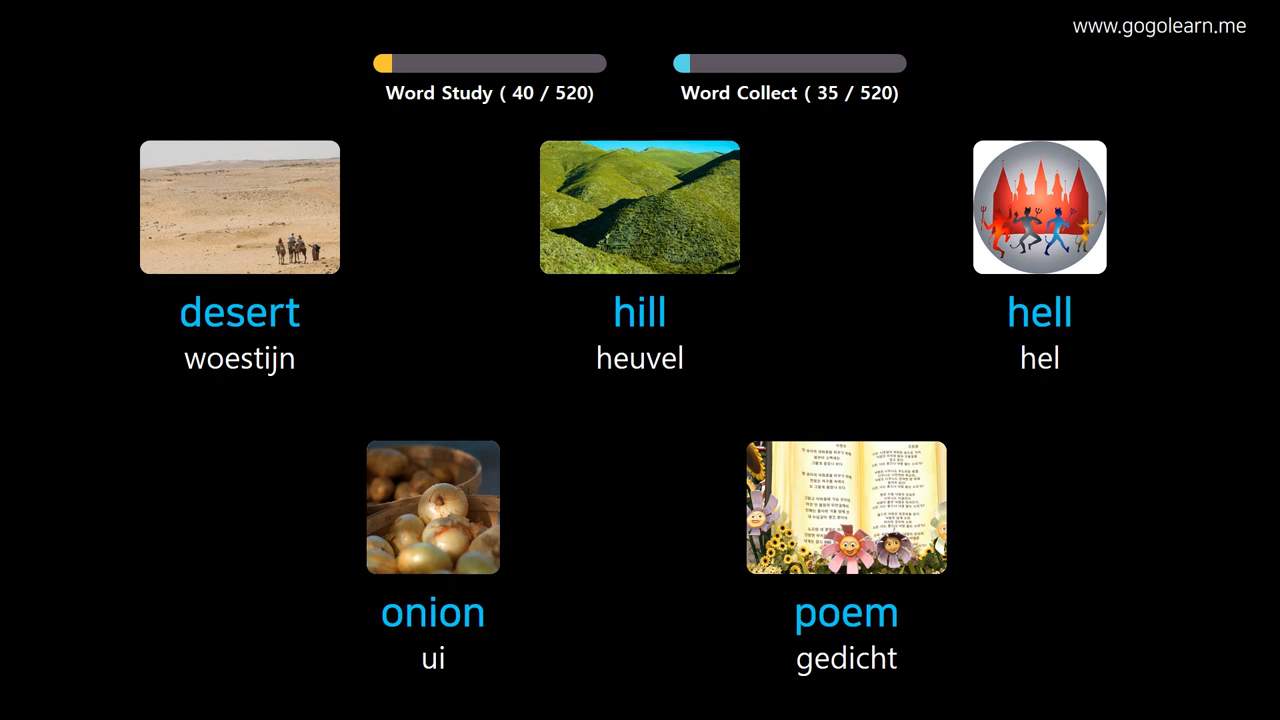 www.gogolearn.me
Word Study ( 40 / 520)
Word Collect ( 35 / 520)
desert
hill
hell
woestijn
heuvel
hel
onion
poem
ui
gedicht